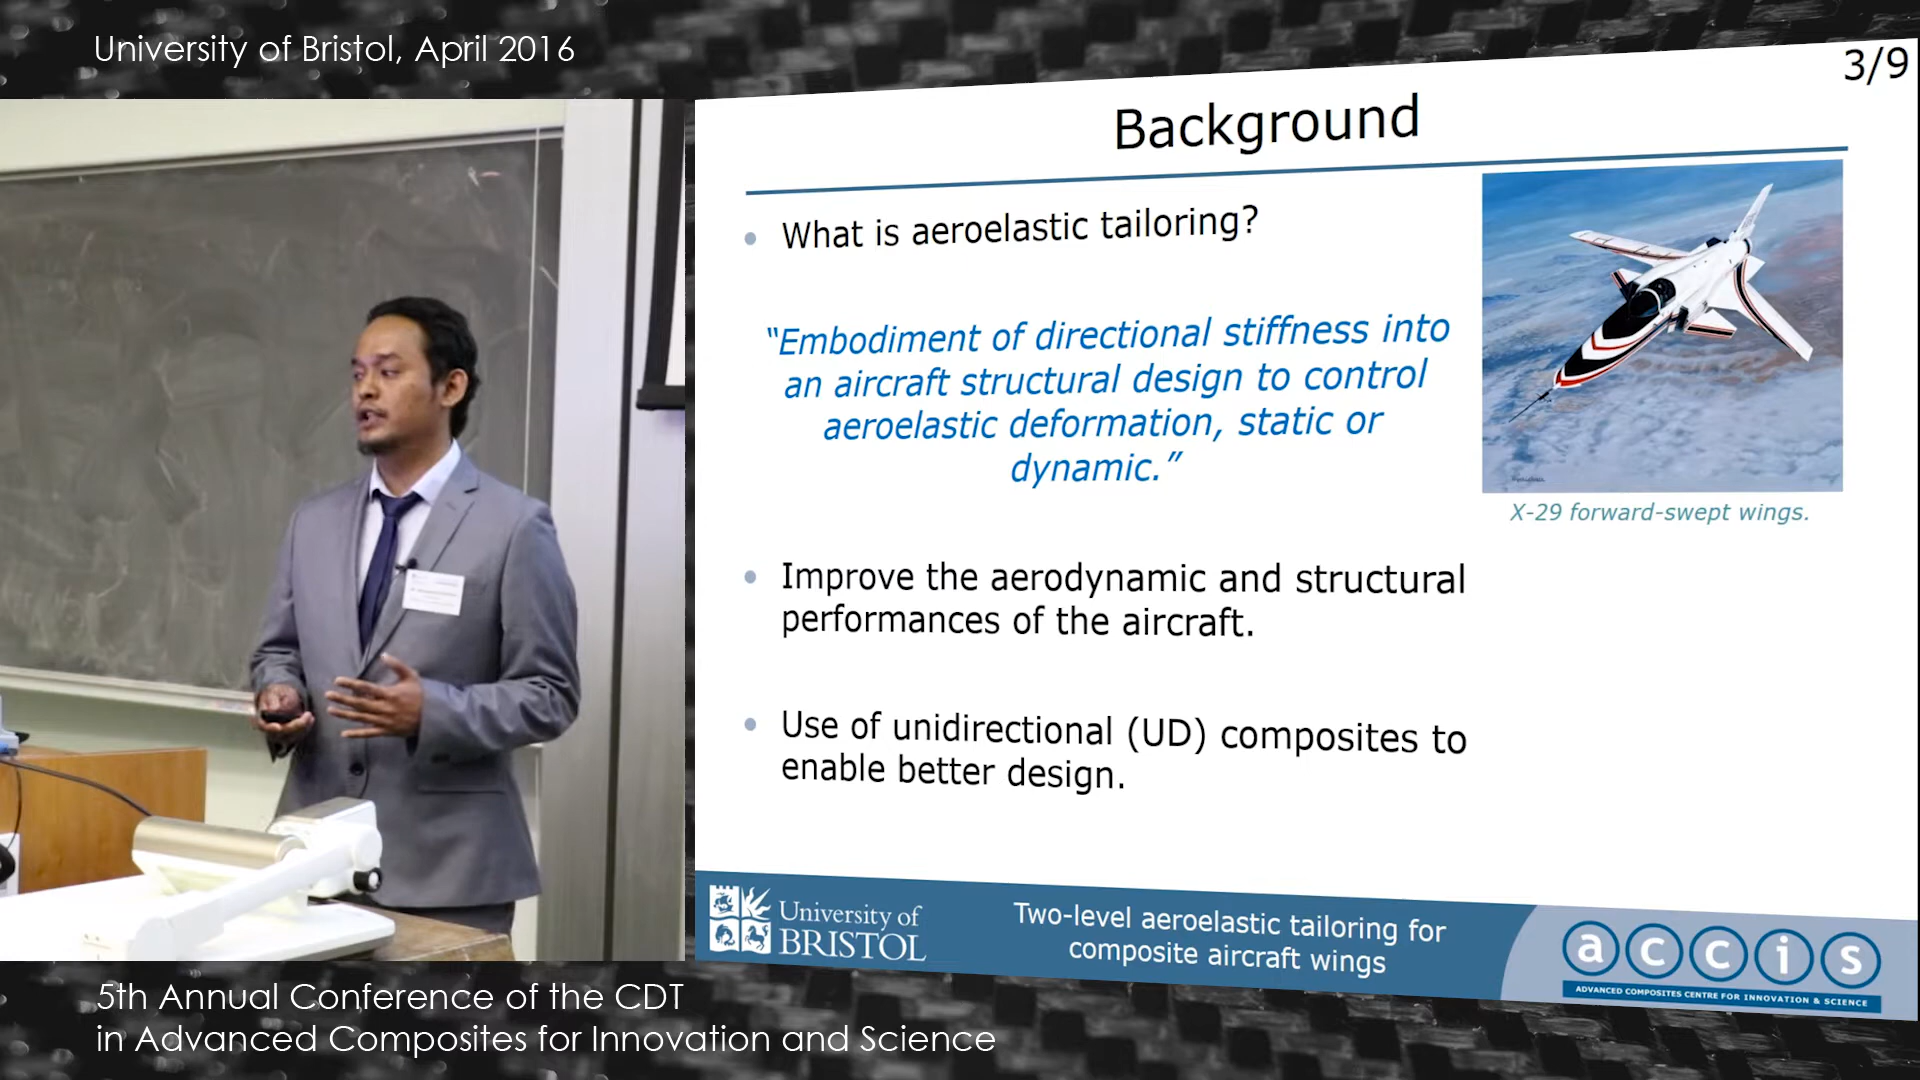 University of Bristol, April 2016
3/9
Background
• What is aeroelastic tailoring?
“Embodiment of directional stiffness into
an aircraft structural design to control
aeroelastic deformation, static or
dynamic.”
X-29 forward-swept wings.
• Improve the aerodynamic and structural
performances of the aircraft.
• Use of unidirectional (UD) composites to
enable better design.
University of
BRISTOL
Two-level aeroelastic tailoring for
composite aircraft wings
accis
ADVANCED COMPOSITES CENTRE FOR INNOVATION & SCIENCE
5th Annual Conference of the CDT
in Advanced Composites for Innovation and Science